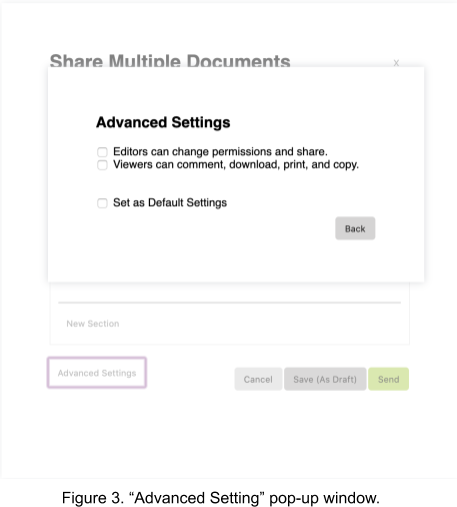 Share Multiple Documents
x
Advanced Settings
Editors can change permissions and share.
Viewers can comment, download, print, and copy.
Set as Default Settings
Back
New Section
Advanced Settings
Cancel
Save (As Draft)
Send
Figure 3. “Advanced Setting” pop-up window.